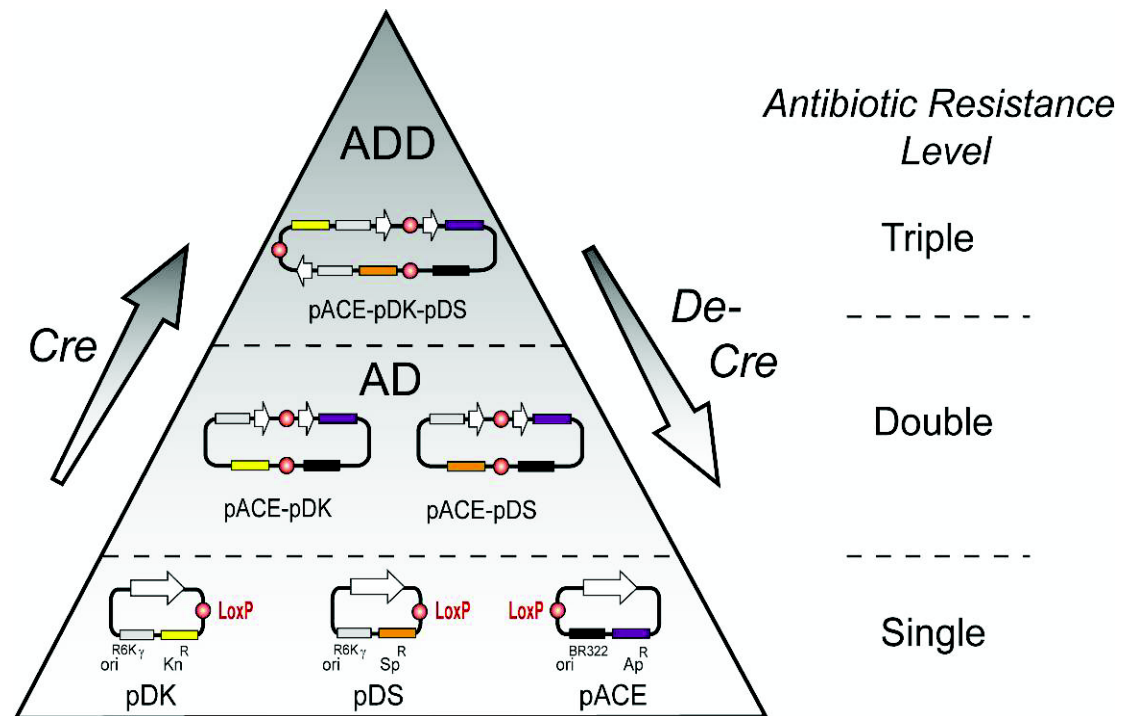 Antibiotic Resistance
Level
ADD
Triple
pACE-pDK-pDS
Cre
De-
Cre
AD
Double
pACE-pDK
pACE-pDS
LoxP
LoxP
LoxP
Single
ori R6Kγ
Kn R
ori R6Kγ
Sp R
ori BR322
Ap R
pDK
pDS
pACE